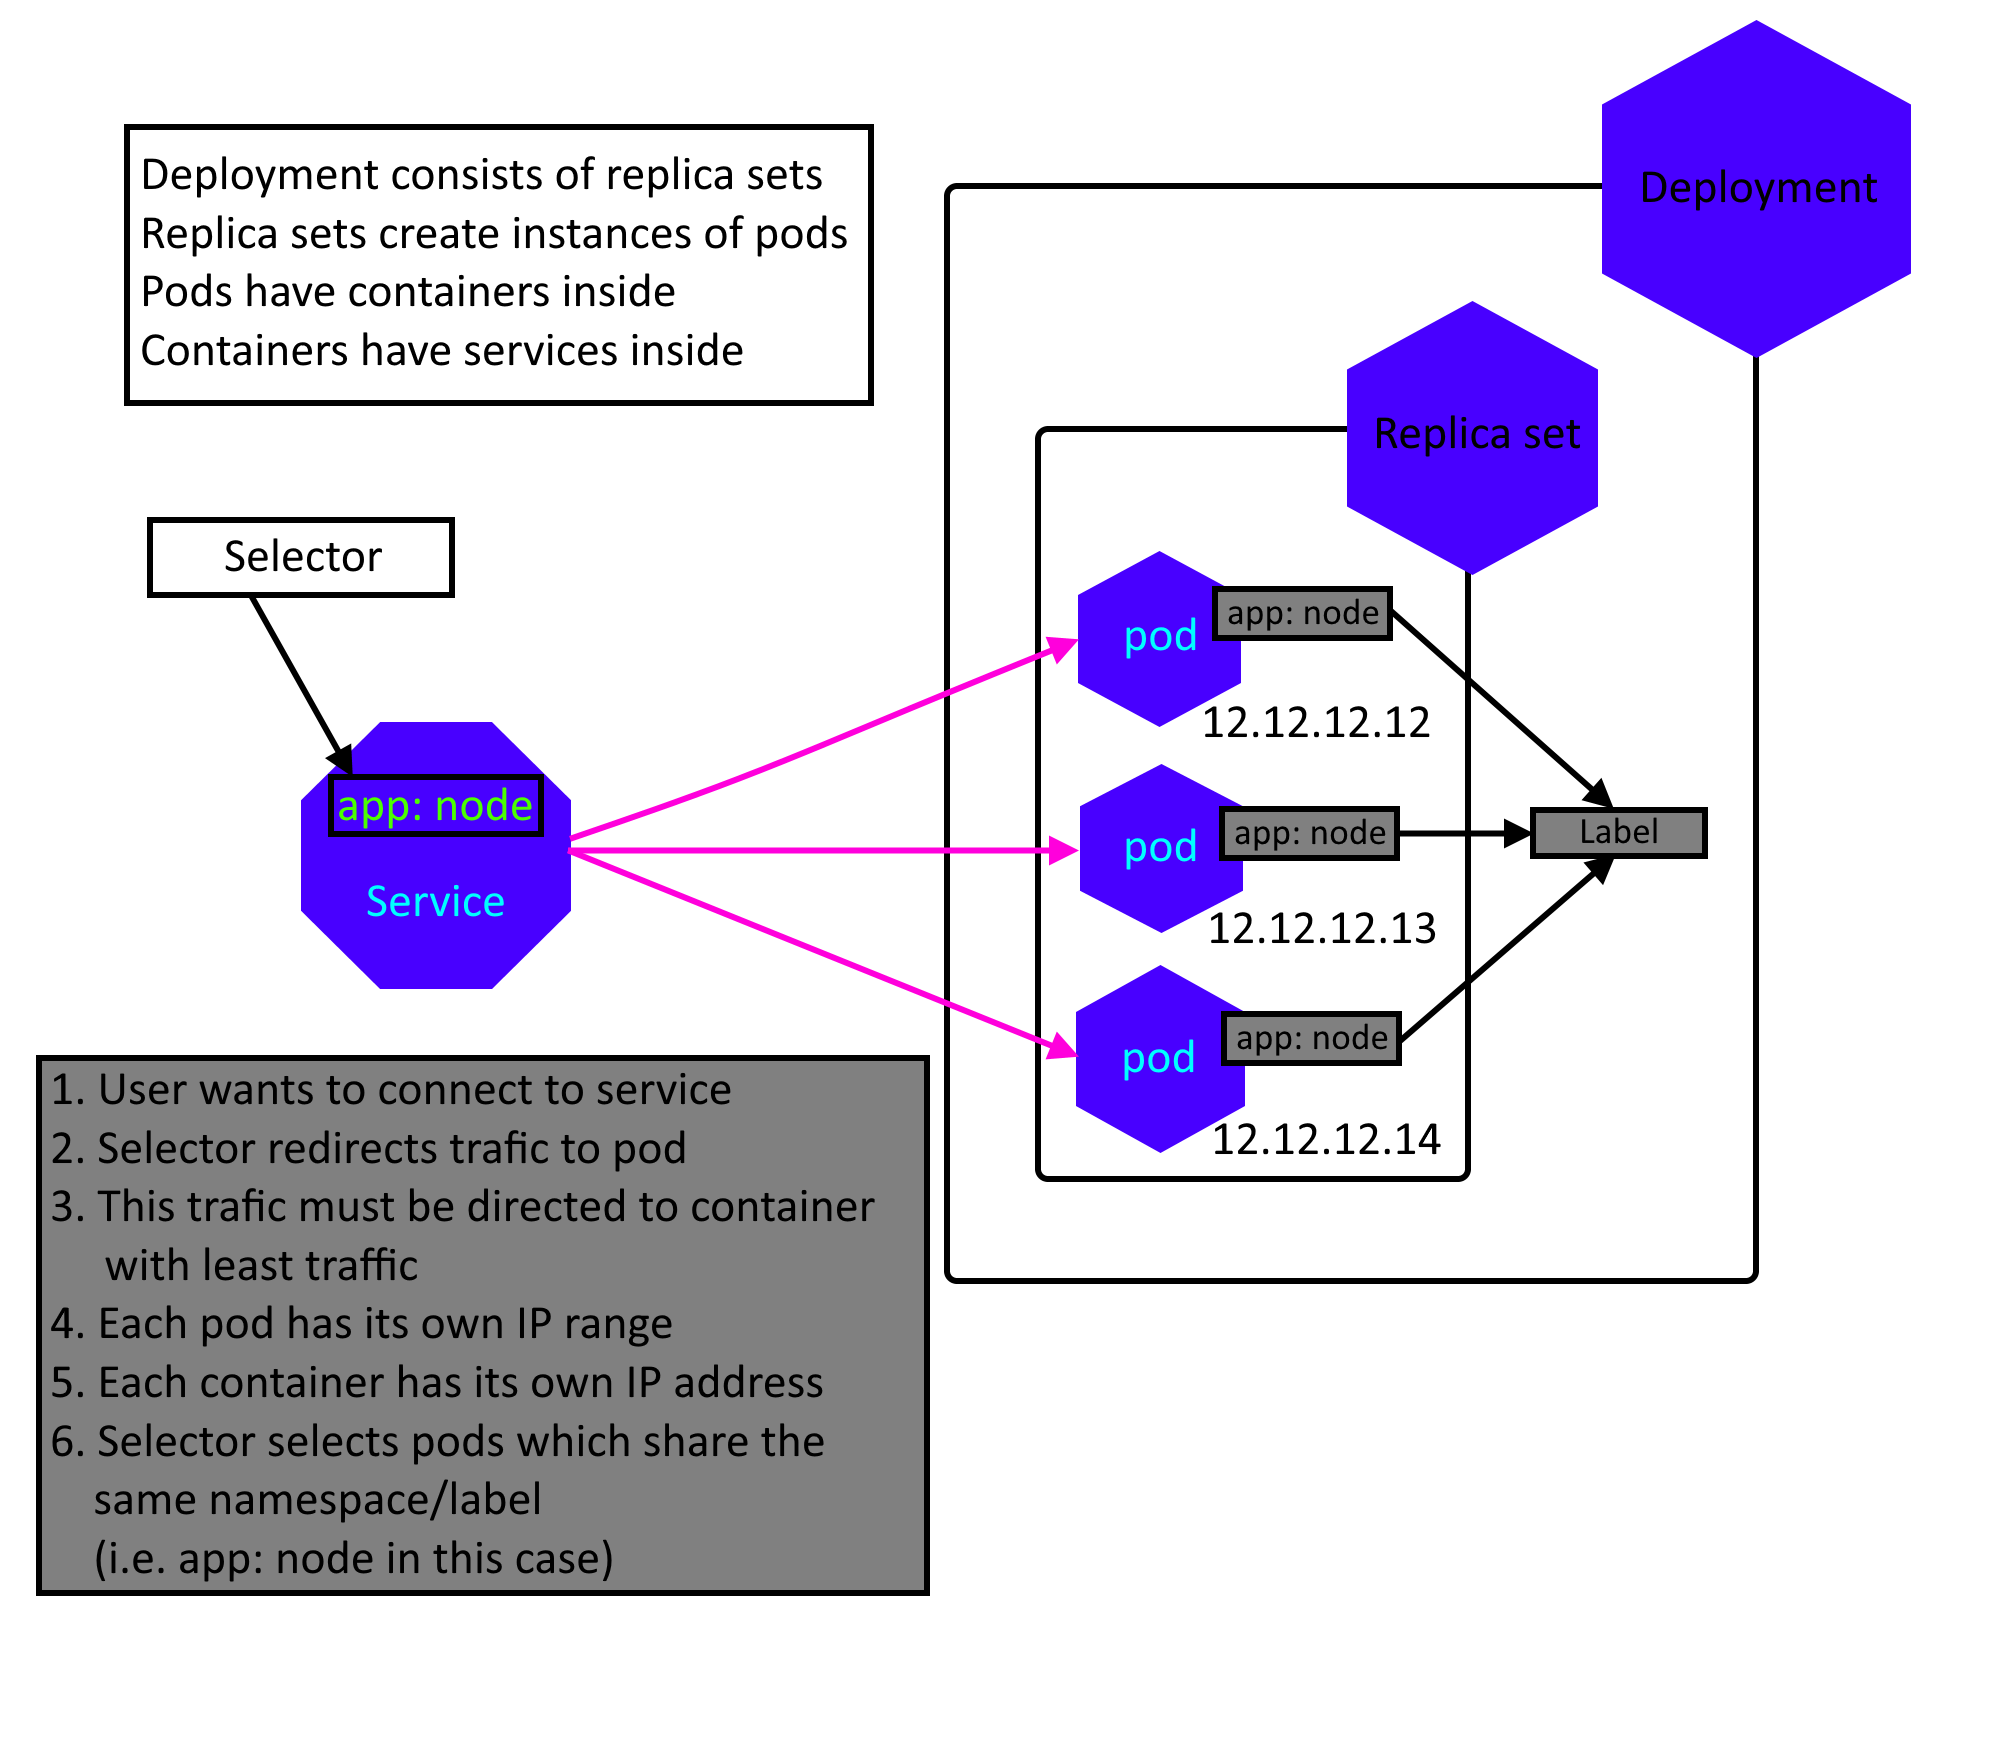 Deployment
Deployment consists of replica sets
Replica sets create instances of pods
Pods have containers inside
Containers have services inside
Replica set
Selector
app: node
pod
12.12.12.12
app: node
Service
app: node
pod
12.12.12.13
Label
app: node
pod
12.12.12.14
1. User wants to connect to service
2. Selector redirects trafic to pod
3. This trafic must be directed to container
with least traffic
4. Each pod has its own IP range
5. Each container has its own IP address
6. Selector selects pods which share the
same namespace/label
(i.e. app: node in this case)